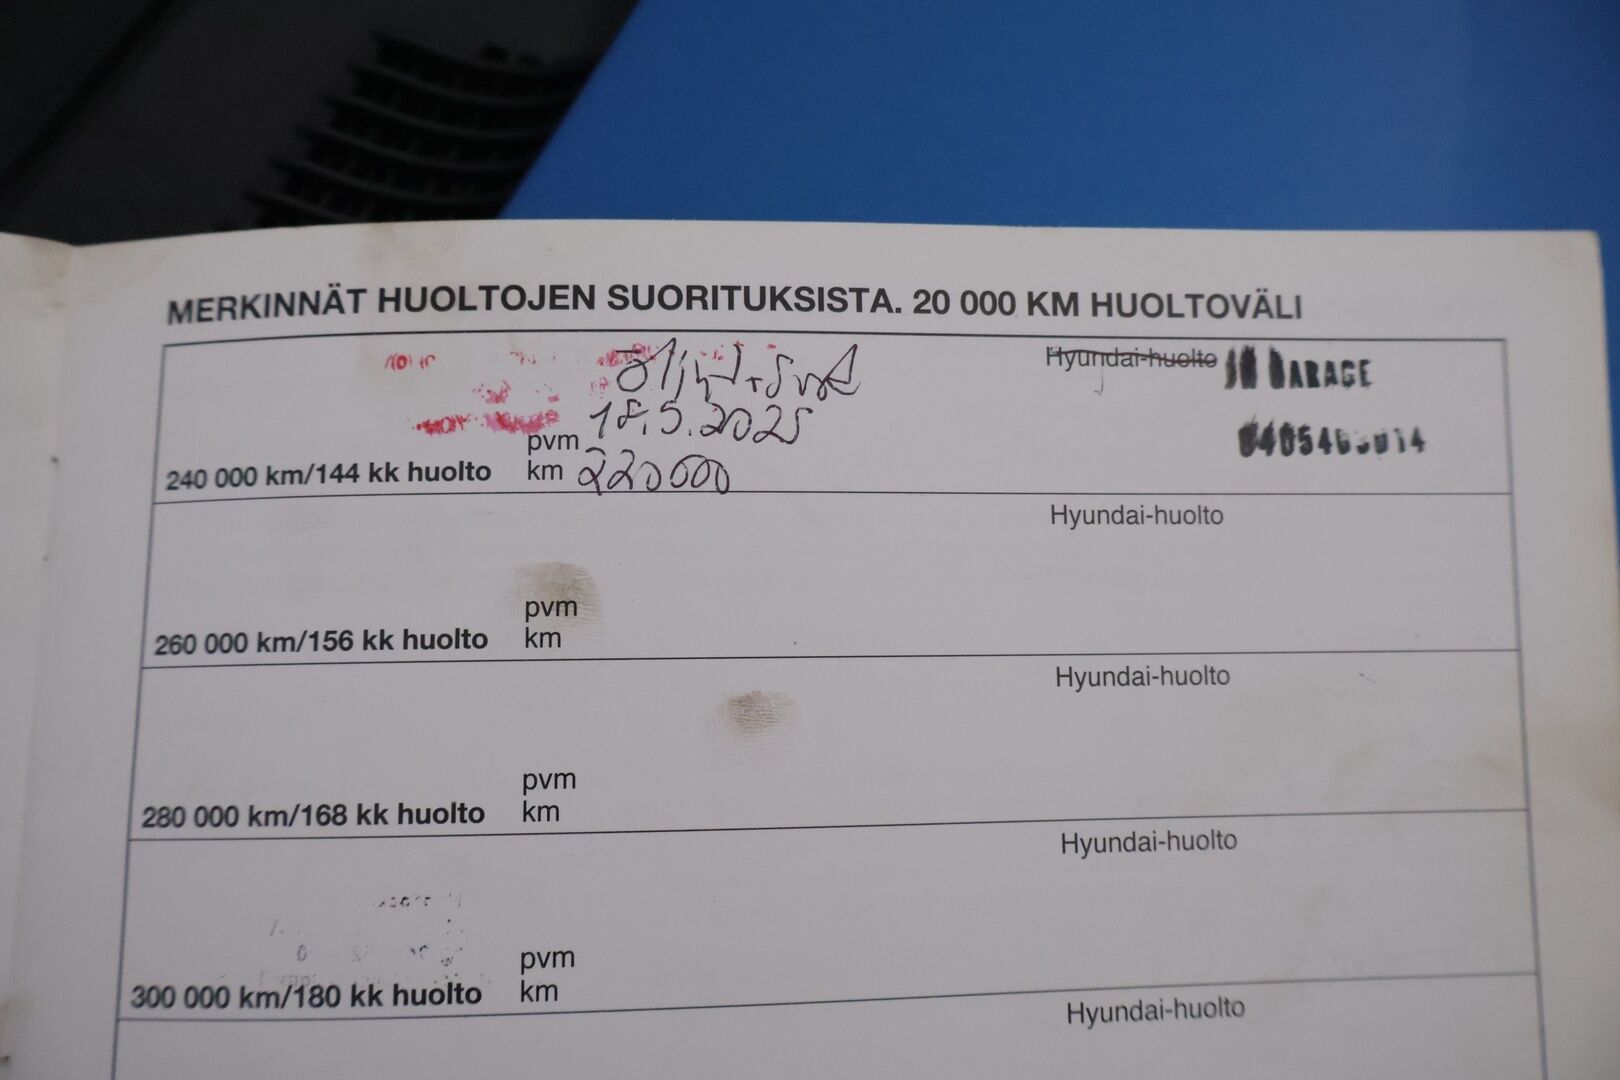 MERKINNÄT HUOLTOJEN SUORITUKSISTA. 20 000 KM HUOLTOVÄLI
Hyundai-huolto GARAGE
pvm 18.5.2025
240 000 km/144 kk huolto km 220000
Hyundai-huolto
pvm
260 000 km/156 kk huolto km
Hyundai-huolto
pvm
280 000 km/168 kk huolto km
Hyundai-huolto
pvm
300 000 km/180 kk huolto km
Hyundai-huolto